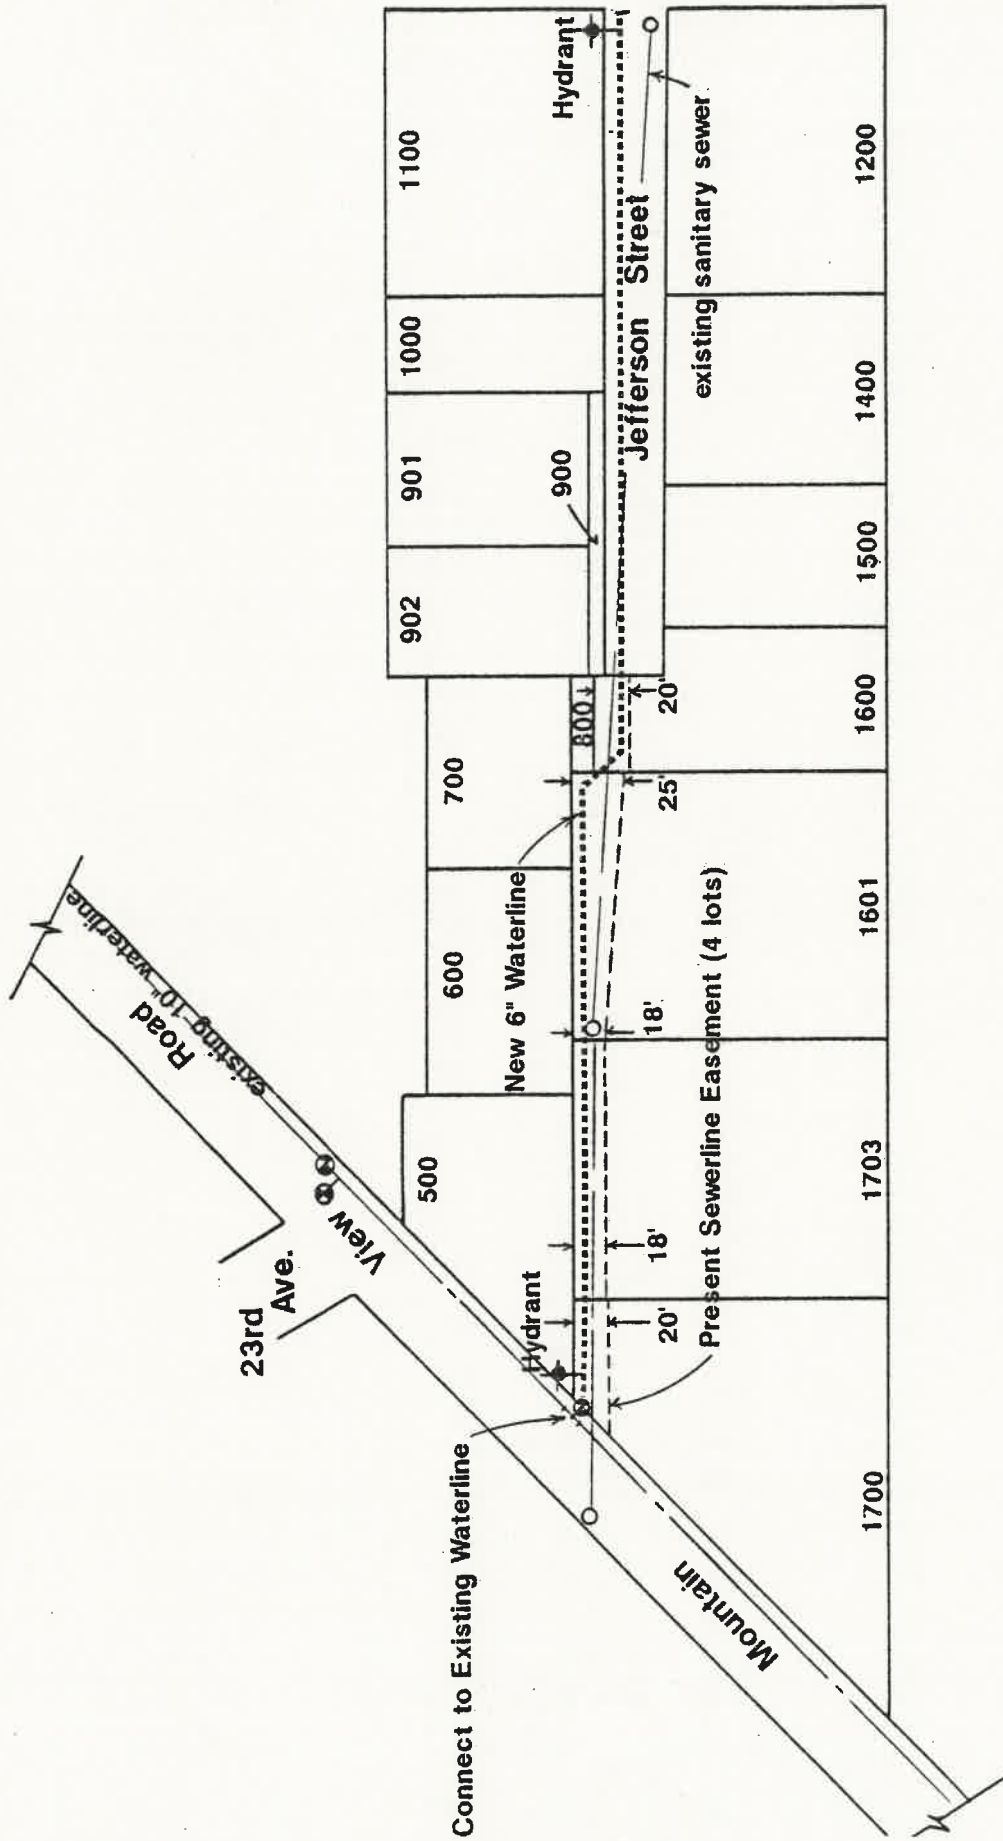 Hydrant
1100
1000
901
902
900
Jefferson Street
existing sanitary sewer
1200
1400
1500
1600
800
20'
25'
700
600
New 6" Waterline
1601
18'
Present Sewerline Easement (4 lots)
1703
18'
20'
500
existing 10" waterline
Mountain View Road
23rd
Ave.
Hydrant
Connect to Existing Waterline
1700